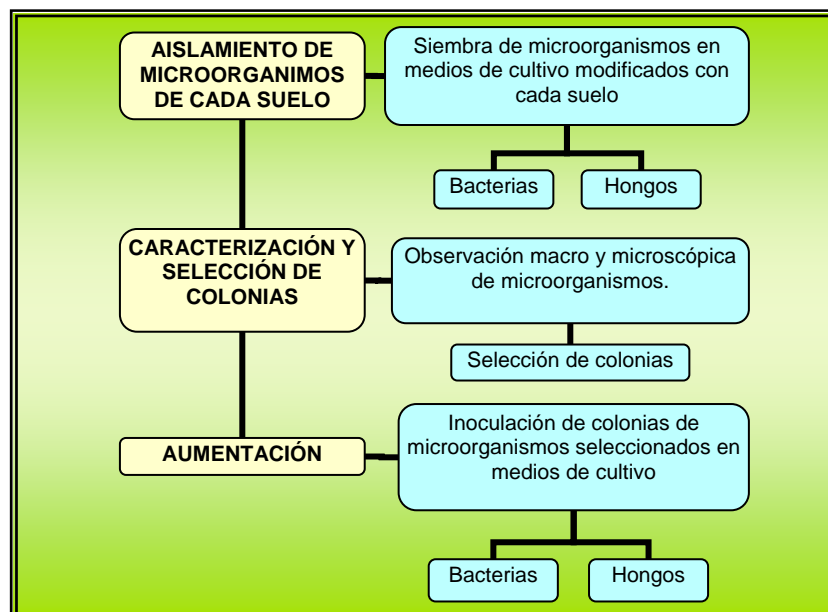 AISLAMIENTO DE
MICROORGANIMOS
DE CADA SUELO
Siembra de microorganismos en
medios de cultivo modificados con
cada suelo
Bacterias
Hongos
CARACTERIZACIÓN Y
SELECCIÓN DE
COLONIAS
Observación macro y microscópica
de microorganismos.
Selección de colonias
AUMENTACIÓN
Inoculación de colonias de
microorganismos seleccionados en
medios de cultivo
Bacterias
Hongos